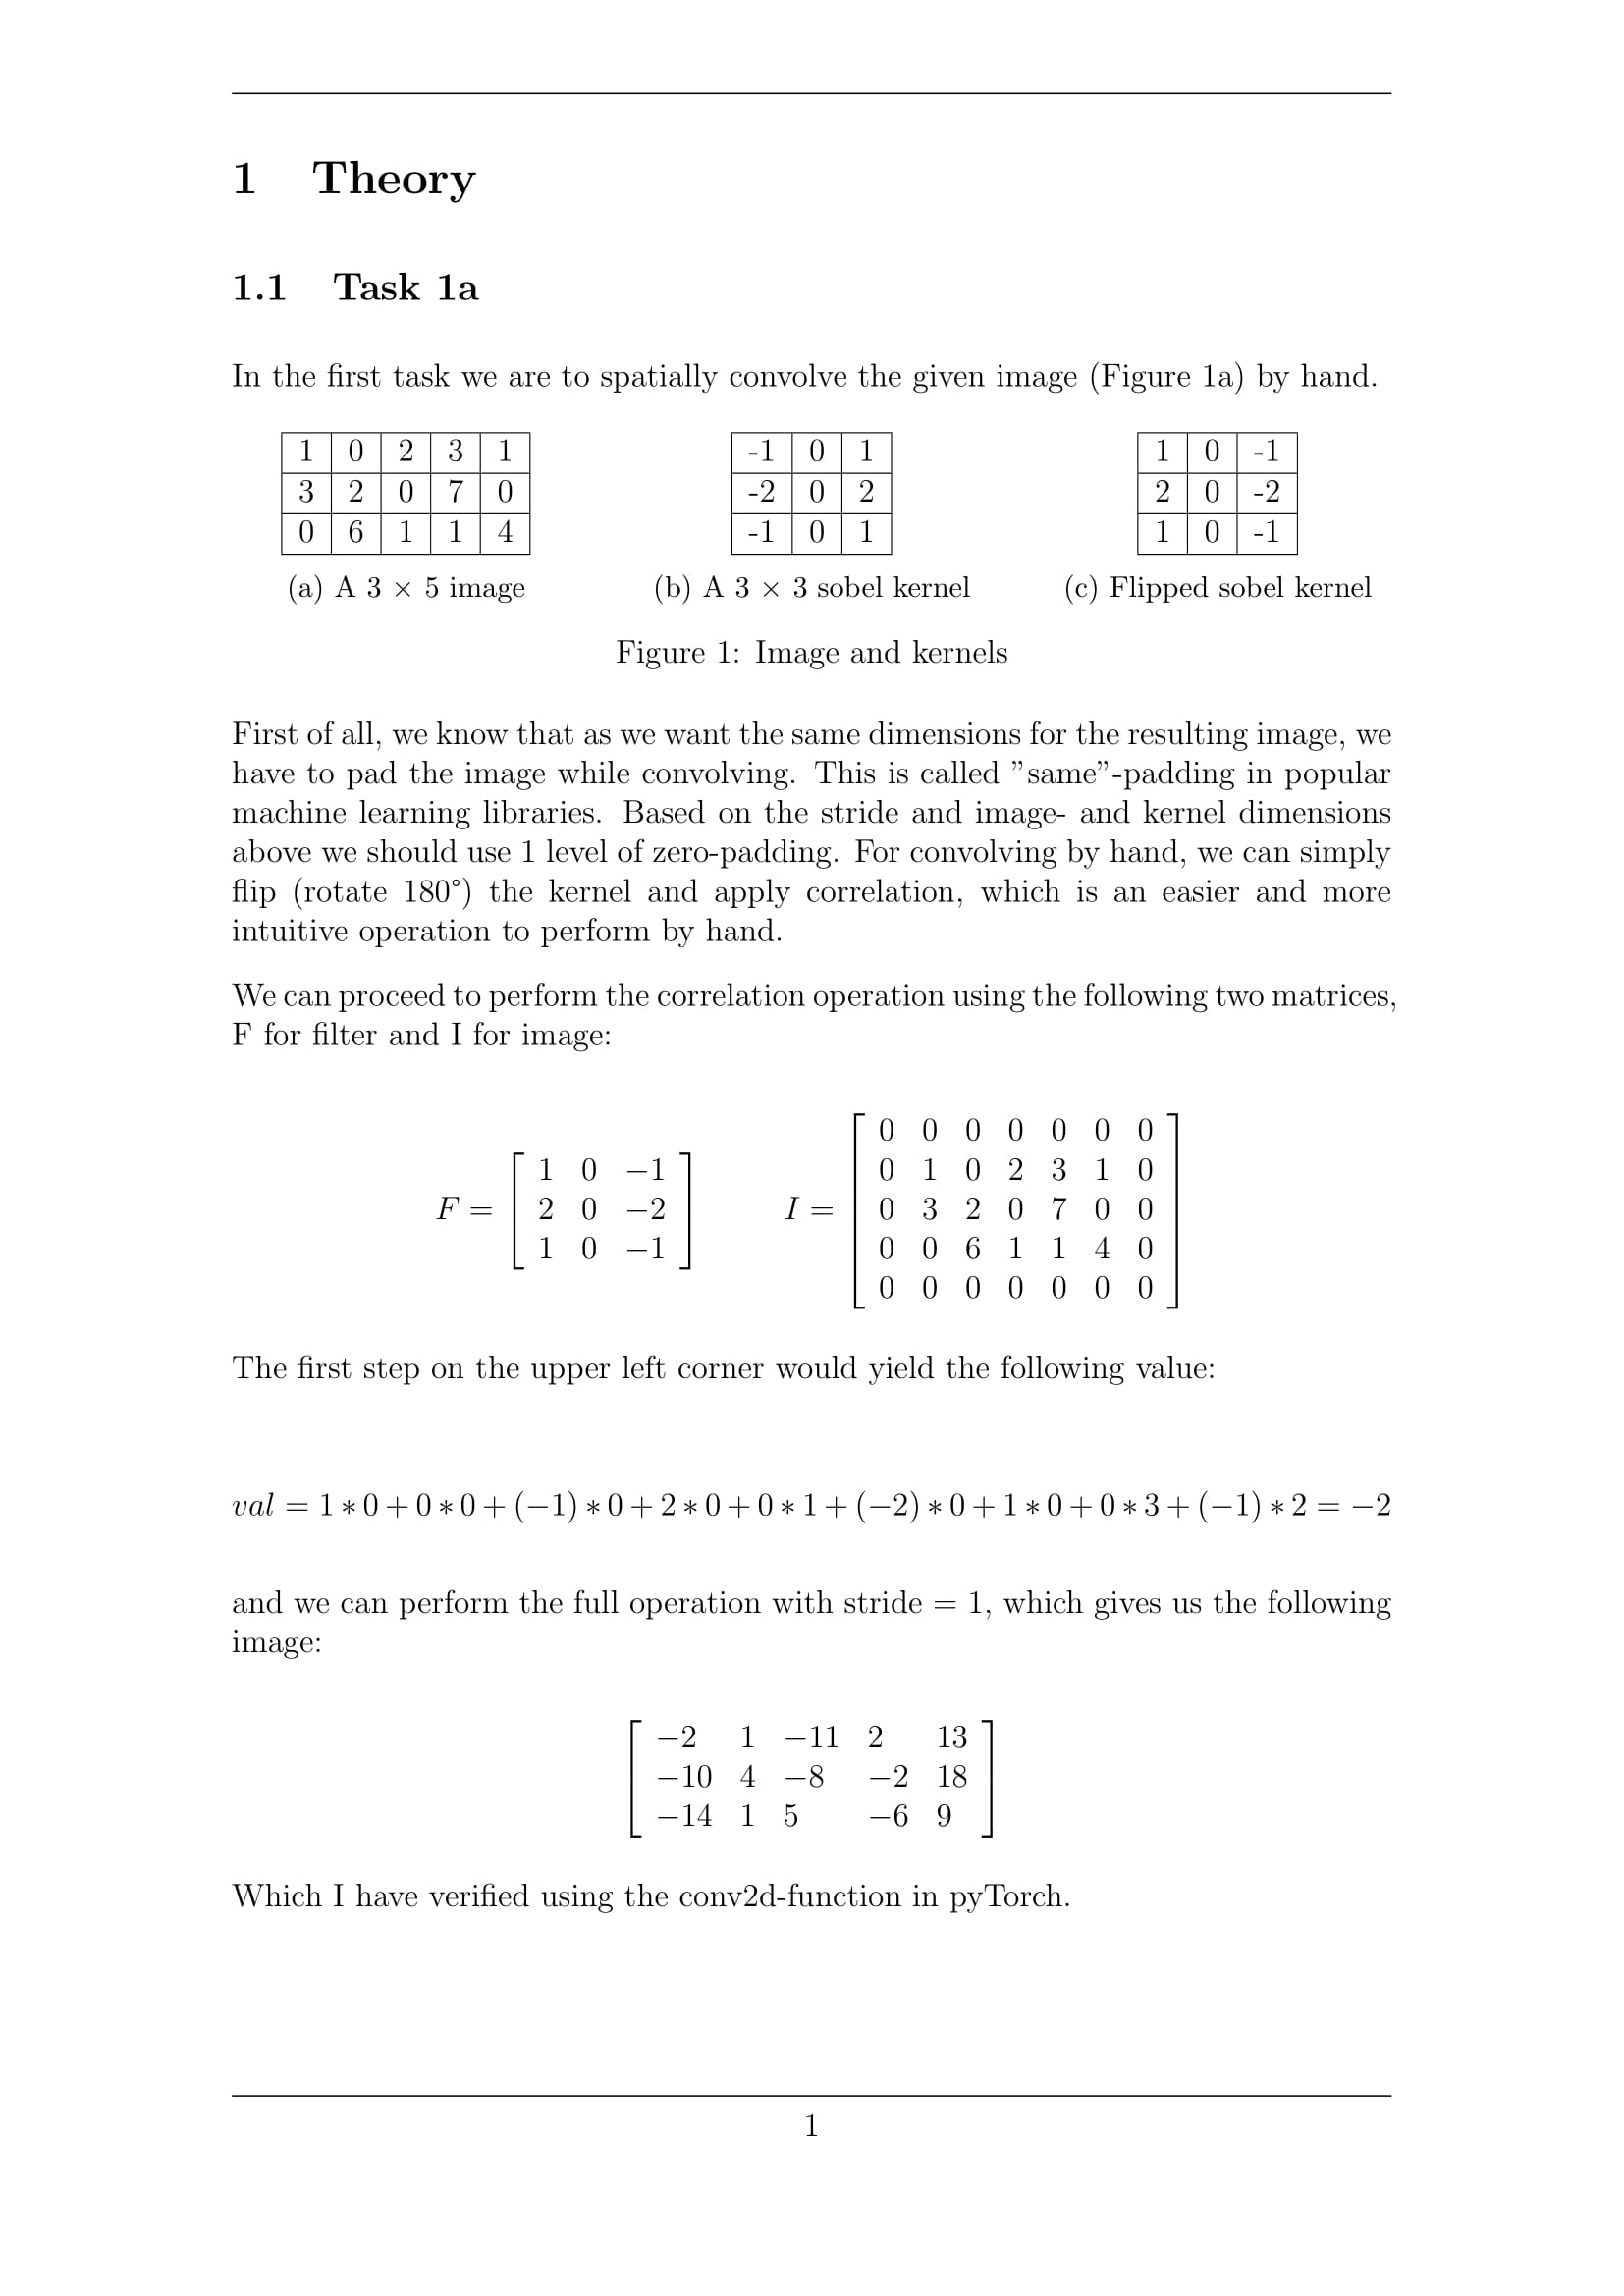 1 Theory
1.1 Task 1a
In the first task we are to spatially convolve the given image (Figure 1a) by hand.
1 0 2 3 1
3 2 0 7 0
0 6 1 1 4
(a) A 3 × 5 image
-1 0 1
-2 0 2
-1 0 1
(b) A 3 × 3 sobel kernel
1 0 -1
2 0 -2
1 0 -1
(c) Flipped sobel kernel
Figure 1: Image and kernels
First of all, we know that as we want the same dimensions for the resulting image, we
have to pad the image while convolving. This is called ”same”-padding in popular
machine learning libraries. Based on the stride and image- and kernel dimensions
above we should use 1 level of zero-padding. For convolving by hand, we can simply
flip (rotate 180°) the kernel and apply correlation, which is an easier and more
intuitive operation to perform by hand.
We can proceed to perform the correlation operation using the following two matrices,
F for filter and I for image:
F =
1 0 −1
2 0 −2
1 0 −1
I =
0 0 0 0 0 0 0
0 1 0 2 3 1 0
0 3 2 0 7 0 0
0 0 6 1 1 4 0
0 0 0 0 0 0 0
The first step on the upper left corner would yield the following value:
val = 1 ∗ 0 + 0 ∗ 0 + (−1) ∗ 0 + 2 ∗ 0 + 0 ∗ 1 + (−2) ∗ 0 + 1 ∗ 0 + 0 ∗ 3 + (−1) ∗ 2 = −2
and we can perform the full operation with stride = 1, which gives us the following
image:
−2 1 −11 2 13
−10 4 −8 −2 18
−14 1 5 −6 9
Which I have verified using the conv2d-function in pyTorch.
1